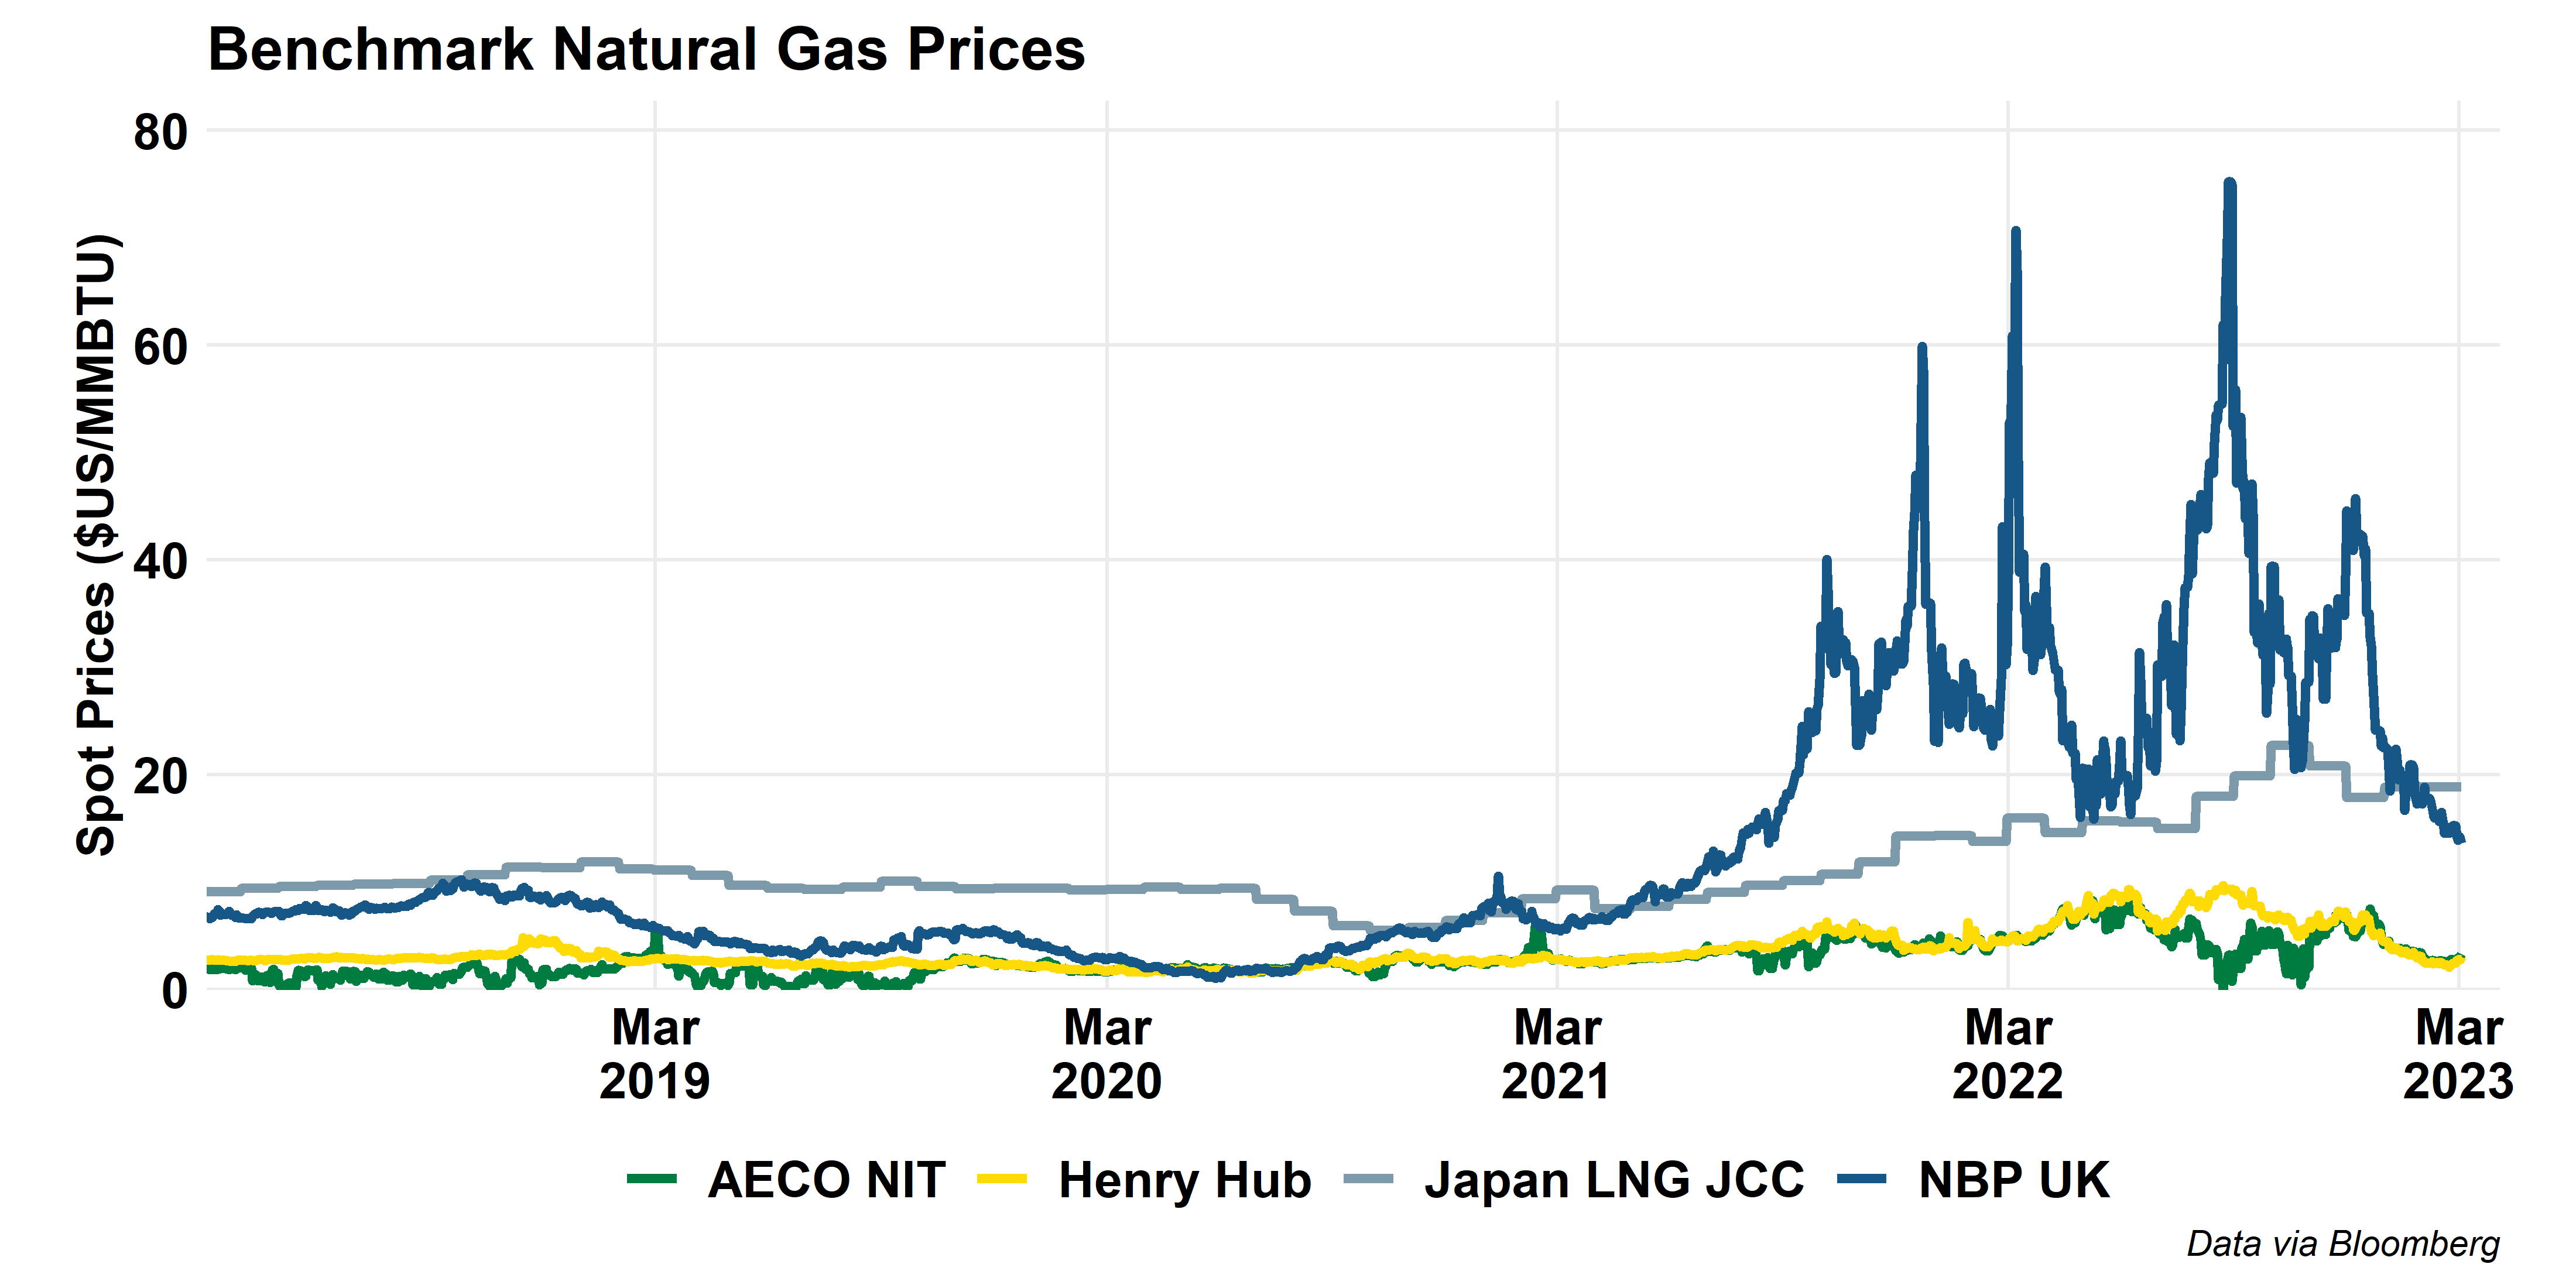 Benchmark Natural Gas Prices
Spot Prices ($US/MMBTU)
80
60
40
20
0
Mar
2019
Mar
2020
Mar
2021
Mar
2022
Mar
2023
AECO NIT
Henry Hub
Japan LNG JCC
NBP UK
Data via Bloomberg